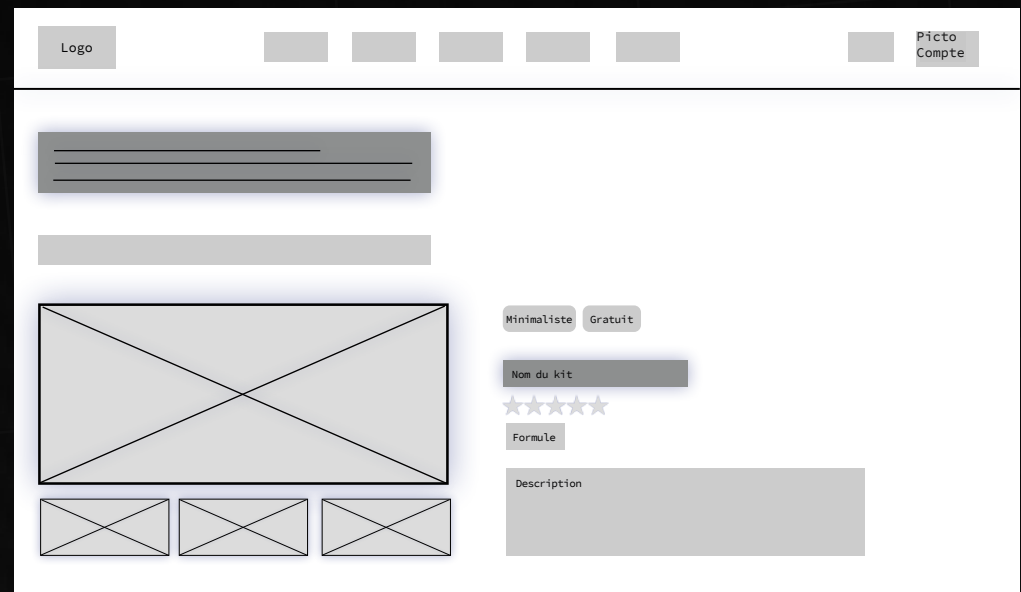 Logo
Picto
Compte
Minimaliste
Gratuit
Nom du kit
Formule
Description